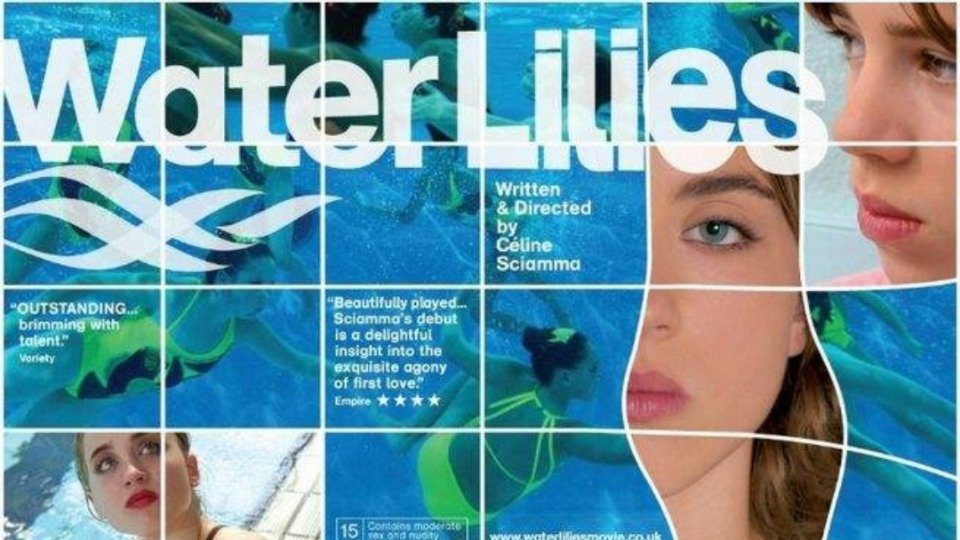 Water Lilies
Written
& Directed
by
Céline
Sciamma
"OUTSTANDING...
brimming with
talent."
Variety
"Beautifully played...
Sciamma's debut
is a delightful
insight into the
exquisite agony
of first love."
Empire ★★★★
15 Contains moderate
sex and nudity
www.waterliliesmovie.co.uk